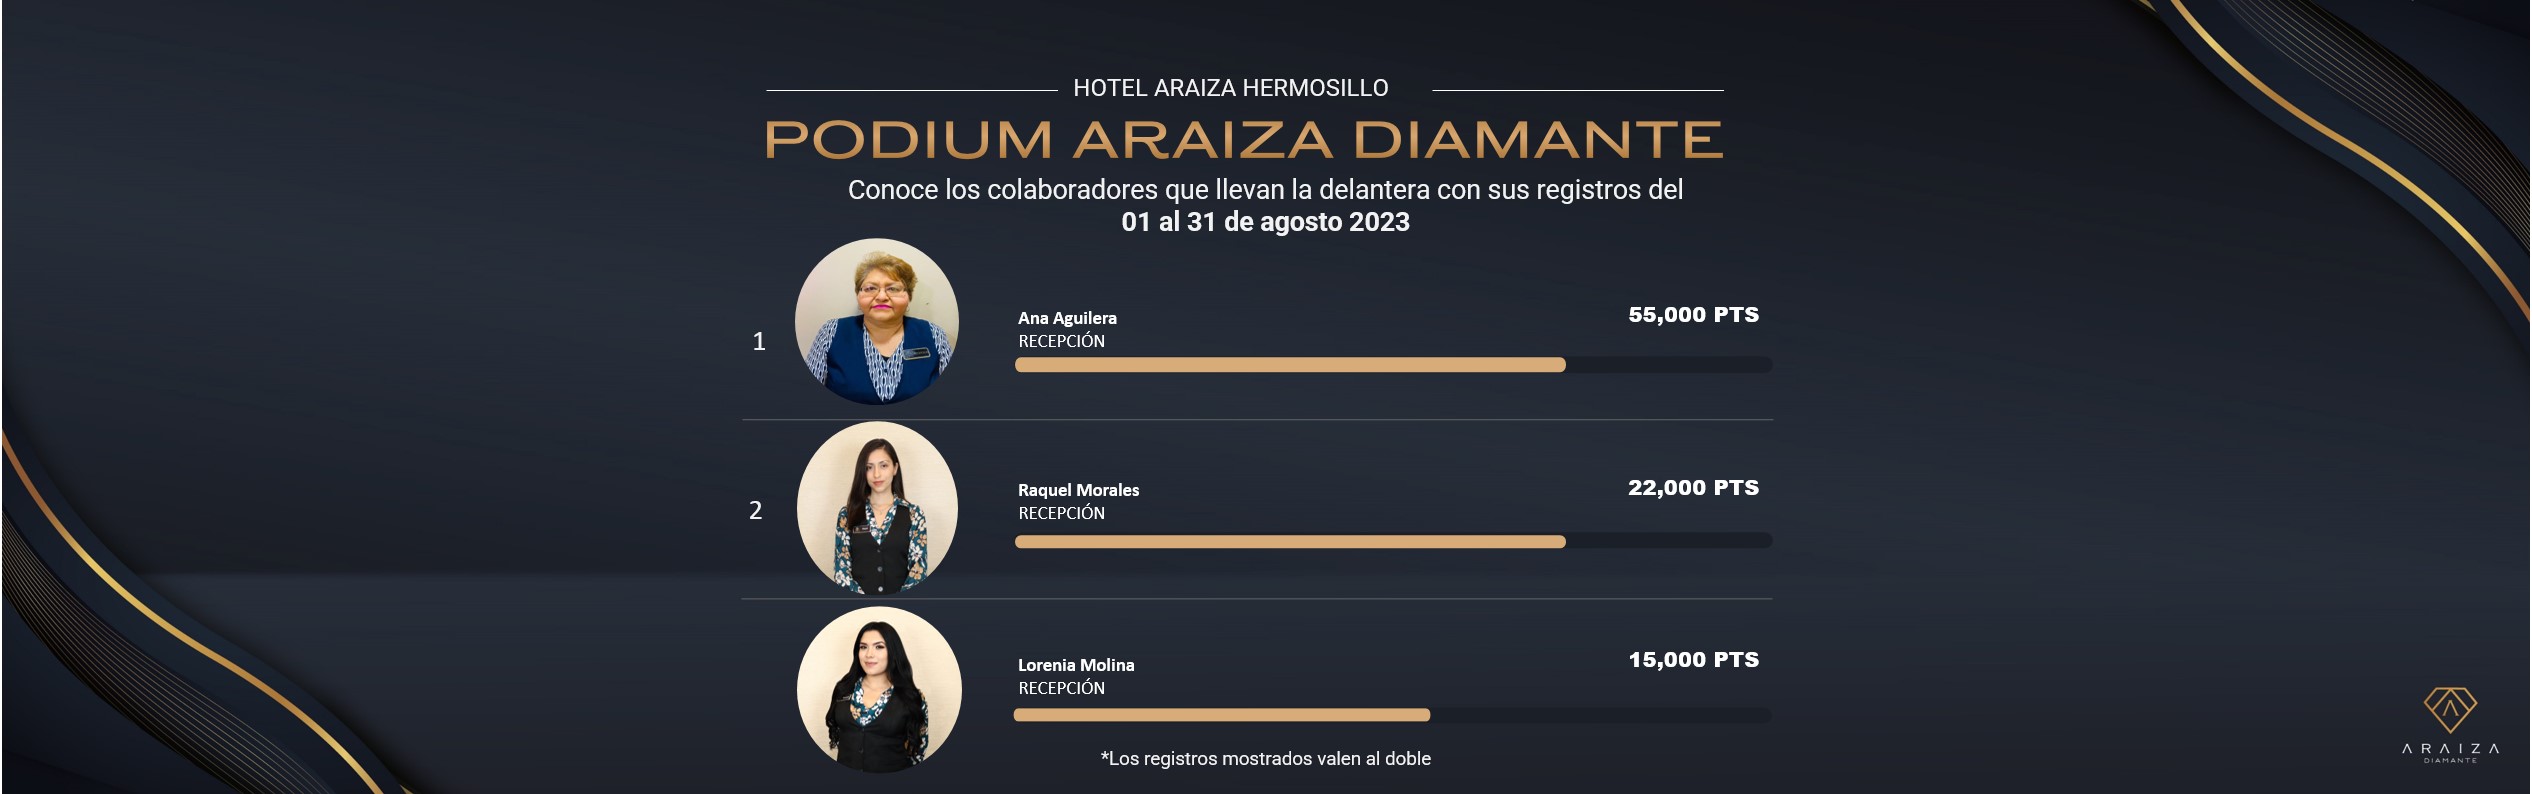 HOTEL ARAIZA HERMOSILLO
PODIUM ARAIZA DIAMANTE
Conoce los colaboradores que llevan la delantera con sus registros del
01 al 31 de agosto 2023
1
Ana Aguilera
RECEPCIÓN
55,000 PTS
2
Raquel Morales
RECEPCIÓN
22,000 PTS
Lorenia Molina
RECEPCIÓN
15,000 PTS
*Los registros mostrados valen al doble
ARAIZA
DIAMANTE